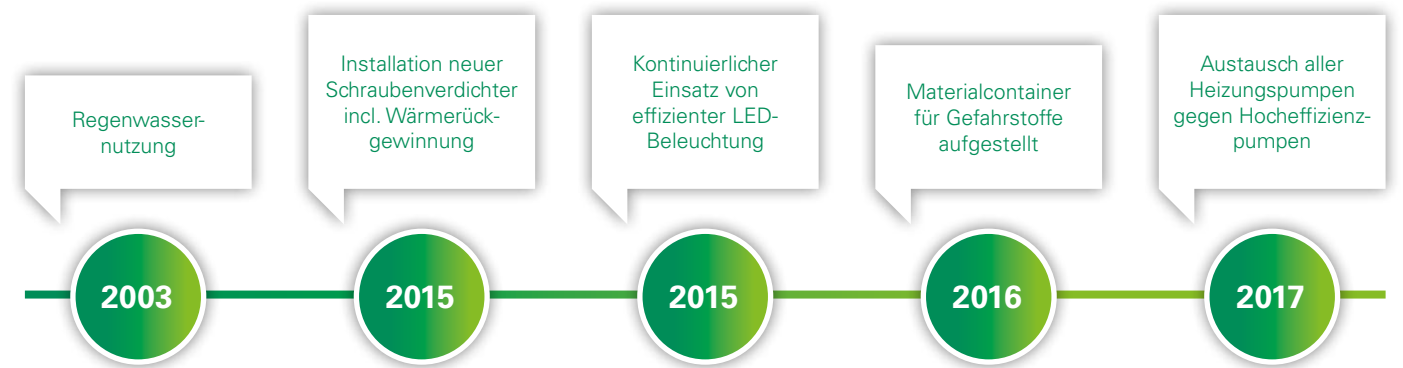 Regenwasser-
nutzung
Installation neuer
Schraubenverdichter
incl. Wärmerück-
gewinnung
Kontinuierlicher
Einsatz von
effizienter LED-
Beleuchtung
Materialcontainer
für Gefahrstoffe
aufgestellt
Austausch aller
Heizungspumpen
gegen Hocheffizienz-
pumpen
2003
2015
2015
2016
2017